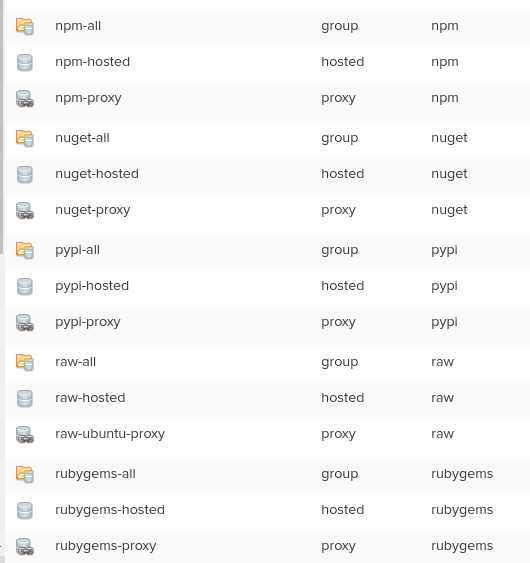 npm-all group npm
npm-hosted hosted npm
npm-proxy proxy npm
nuget-all group nuget
nuget-hosted hosted nuget
nuget-proxy proxy nuget
pypi-all group pypi
pypi-hosted hosted pypi
pypi-proxy proxy pypi
raw-all group raw
raw-hosted hosted raw
raw-ubuntu-proxy proxy raw
rubygems-all group rubygems
rubygems-hosted hosted rubygems
rubygems-proxy proxy rubygems